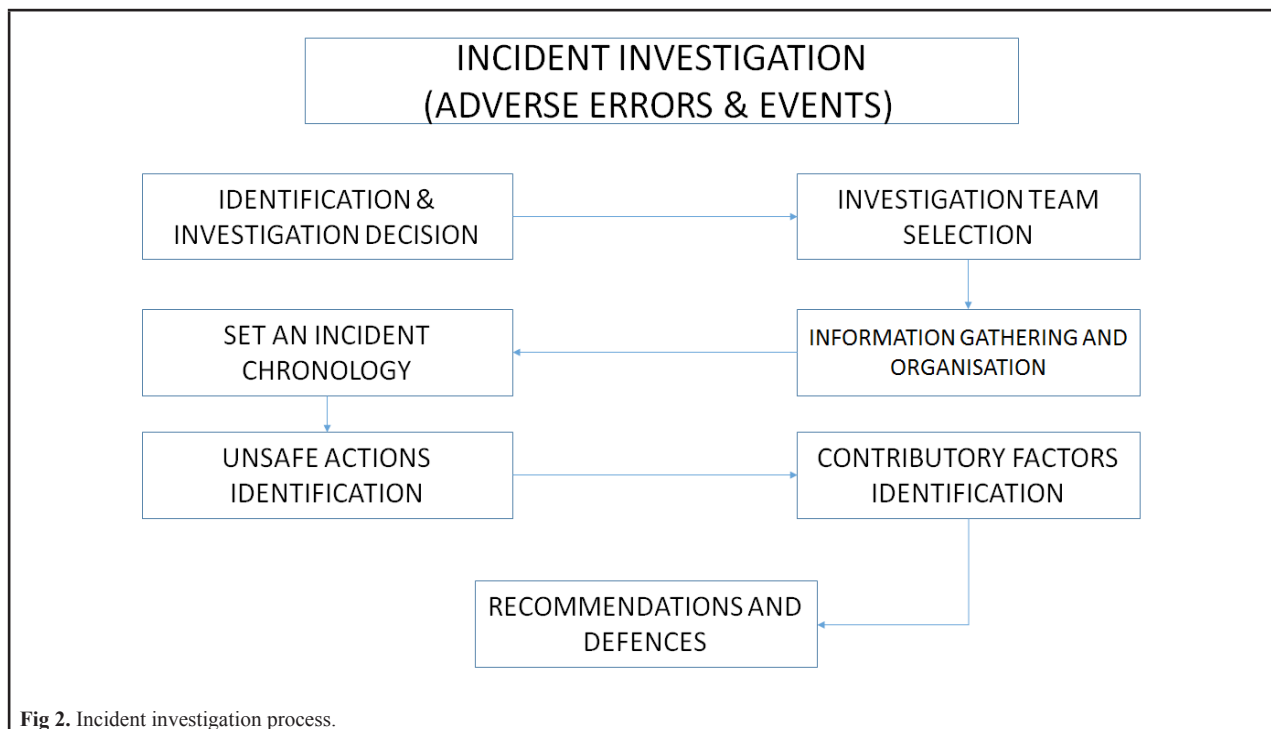 INCIDENT INVESTIGATION
(ADVERSE ERRORS & EVENTS)
IDENTIFICATION &
INVESTIGATION DECISION
INVESTIGATION TEAM
SELECTION
INFORMATION GATHERING AND
ORGANISATION
SET AN INCIDENT
CHRONOLOGY
UNSAFE ACTIONS
IDENTIFICATION
CONTRIBUTORY FACTORS
IDENTIFICATION
RECOMMENDATIONS AND
DEFENCES
Fig 2. Incident investigation process.